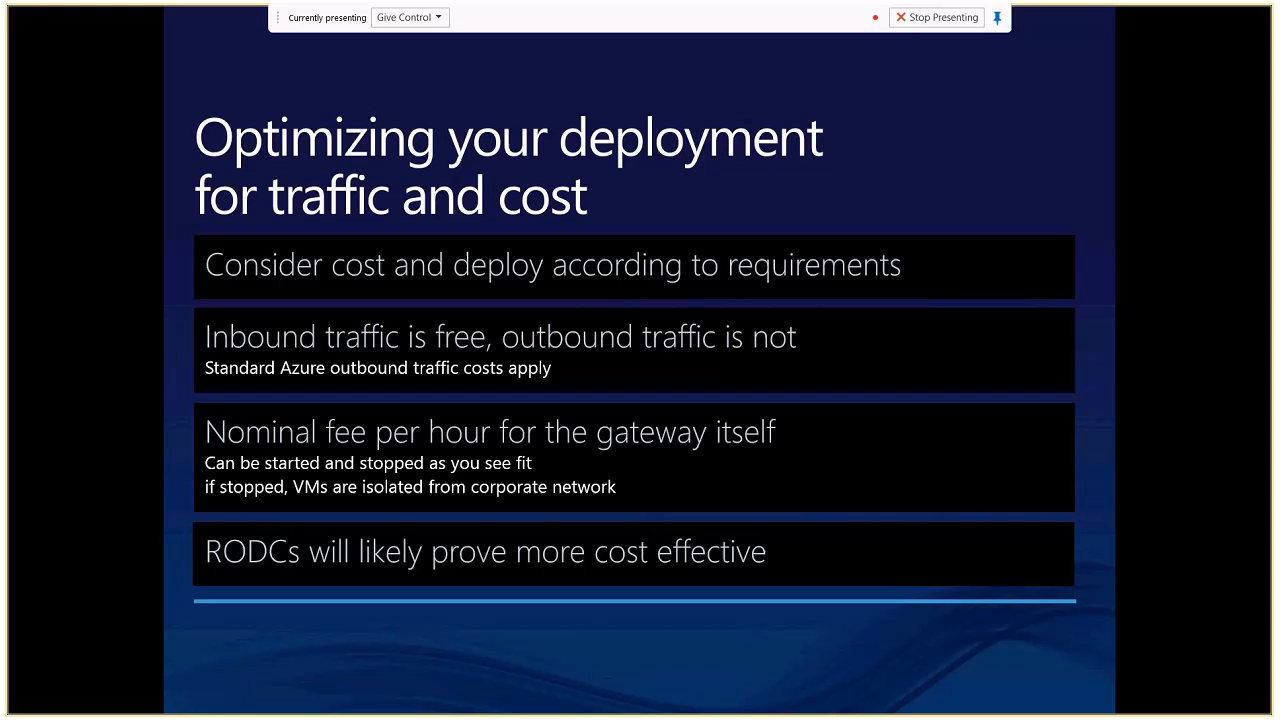 Currently presenting Give Control Stop Presenting
Optimizing your deployment
for traffic and cost
Consider cost and deploy according to requirements
Inbound traffic is free, outbound traffic is not
Standard Azure outbound traffic costs apply
Nominal fee per hour for the gateway itself
Can be started and stopped as you see fit
if stopped, VMs are isolated from corporate network
RODCs will likely prove more cost effective